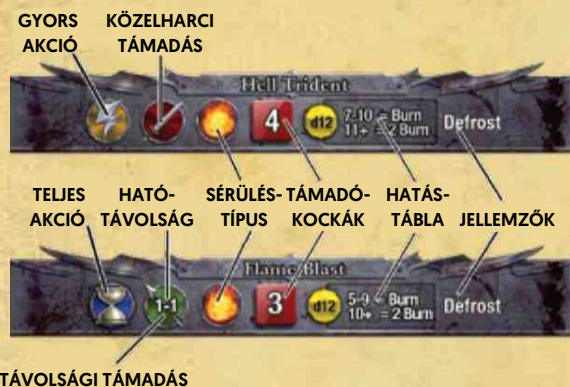 GYORS AKCIÓ
KÖZELHARCI TÁMADÁS
Hell Trident
4
d12
7-10 = Burn
11+ = 2 Burn
Defrost
TELJES AKCIÓ
HATÓ-TÁVOLSÁG
SÉRÜLÉS-TÍPUS
TÁMADÓ-KOCKÁK
HATÁS-TÁBLA
JELLEMZŐK
Flame Blast
1-1
3
d12
5-9 = Burn
10+ = 2 Burn
Defrost
TÁVOLSÁGI TÁMADÁS